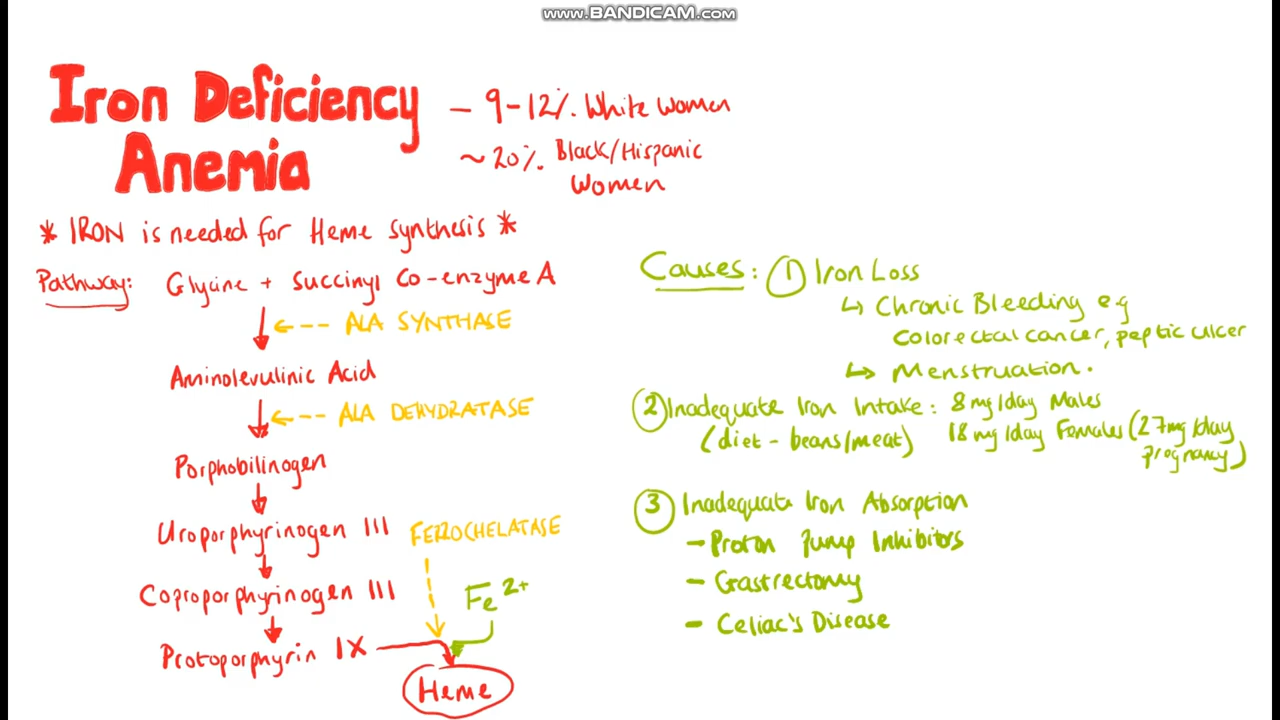 www.BANDICAM.com
Iron Deficiency
Anemia
- 9-12% White Women
~20% Black/Hispanic
Women
* IRON is needed for Heme Synthesis *
Pathway: Glycine + Succinyl Co-enzyme A
<--- ALA SYNTHASE
Aminolevulinic Acid
<--- ALA DEHYDRATASE
Porphobilinogen
Uroporphyrinogen III
FERROCHELATASE
Coproporphyrinogen III
Fe2+
Protoporphyrin IX
Heme
Causes: ① Iron Loss
↳ Chronic Bleeding e.g
Colorectal cancer, peptic ulcer
↳ Menstruation.
② Inadequate Iron Intake: 8mg/day Males
(diet - beans/meat) 18mg/day Females (27mg/day
pregnancy)
③ Inadequate Iron Absorption
- Proton Pump Inhibitors
- Gastrectomy
- Celiac's Disease